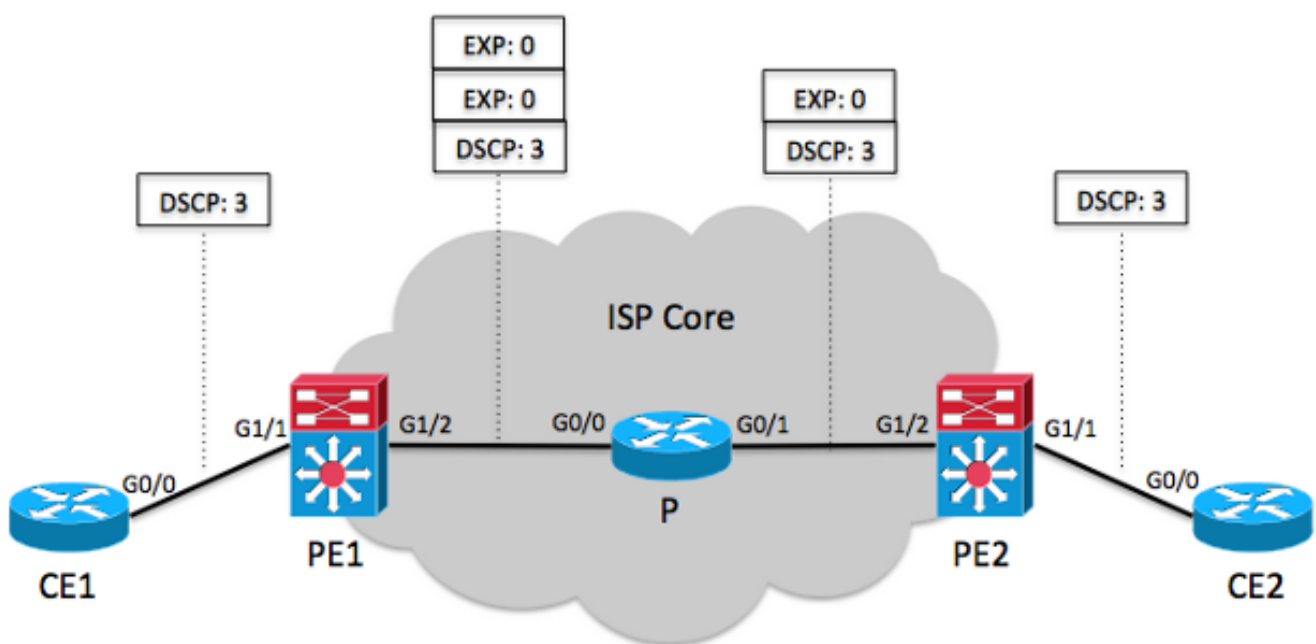 EXP: 0
EXP: 0
DSCP: 3
EXP: 0
DSCP: 3
DSCP: 3
DSCP: 3
ISP Core
G1/1
G1/2
G0/0
G0/1
G1/2
G1/1
G0/0
G0/0
CE1
PE1
P
PE2
CE2